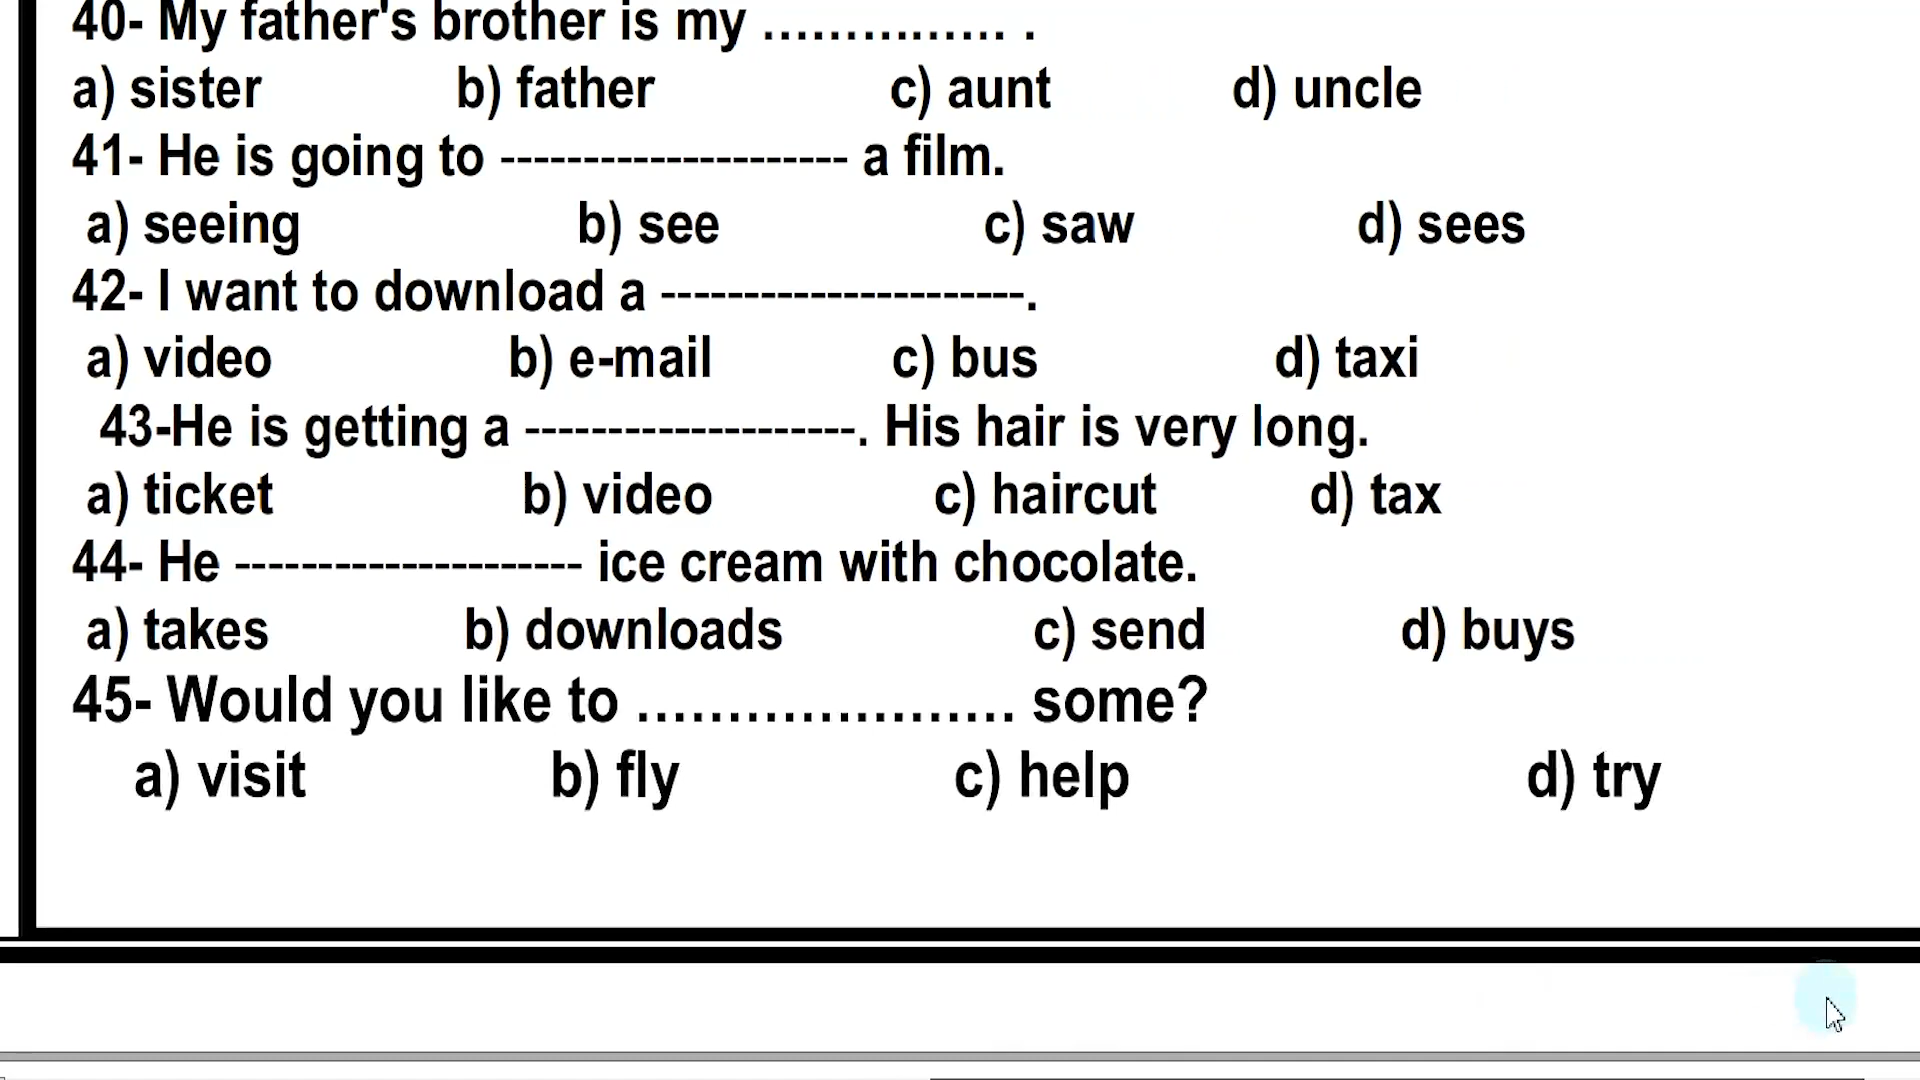 40- My father's brother is my ................ .
a) sister b) father c) aunt d) uncle
41- He is going to --------------------- a film.
a) seeing b) see c) saw d) sees
42- I want to download a ----------------------.
a) video b) e-mail c) bus d) taxi
43-He is getting a --------------------. His hair is very long.
a) ticket b) video c) haircut d) tax
44- He --------------------- ice cream with chocolate.
a) takes b) downloads c) send d) buys
45- Would you like to ..................... some?
a) visit b) fly c) help d) try